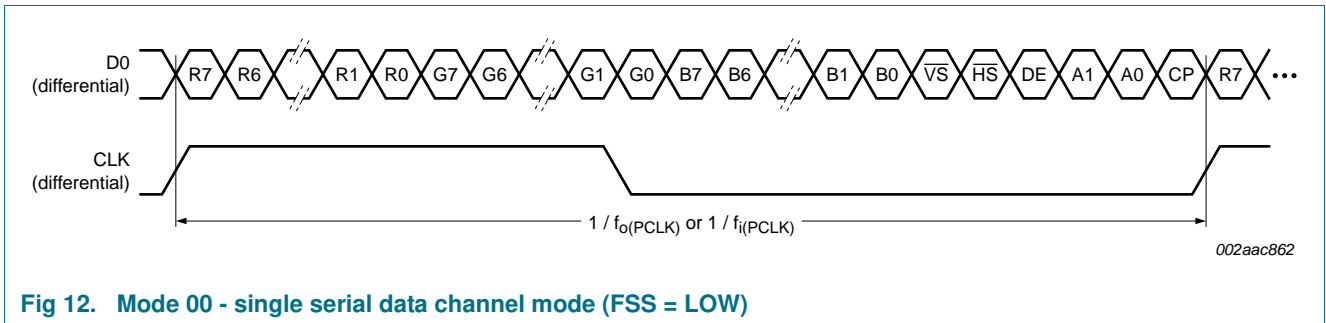 D0
(differential)
R7 R6 R1 R0 G7 G6 G1 G0 B7 B6 B1 B0 V̅S̅ H̅S̅ DE A1 A0 CP R7 •••
CLK
(differential)
1 / fo(PCLK) or 1 / fi(PCLK)
002aac862
Fig 12. Mode 00 - single serial data channel mode (FSS = LOW)